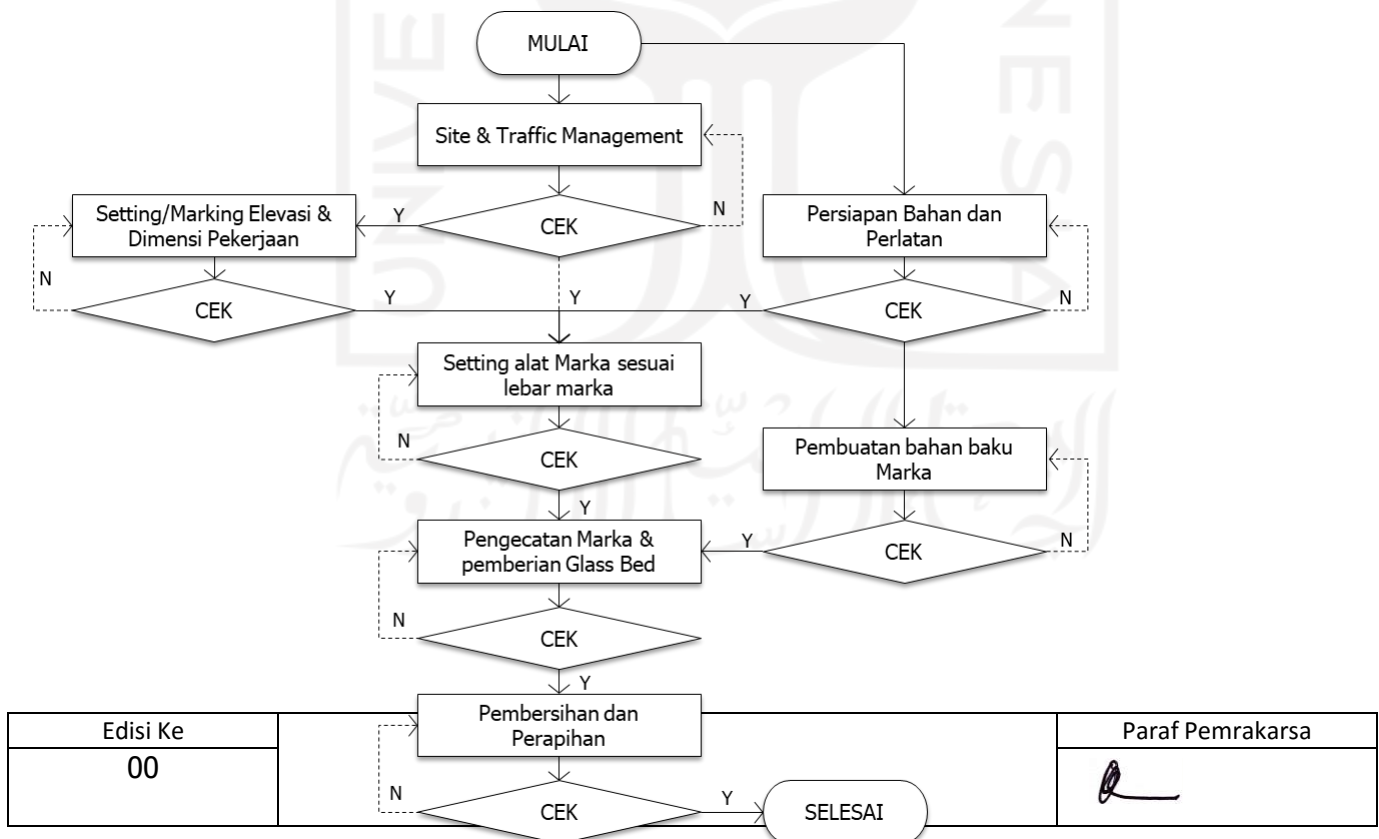 UNIVE
NESIA
MULAI
Site & Traffic Management
CEK
N
Y
Setting/Marking Elevasi &
Dimensi Pekerjaan
N
CEK
Y
Y
Persiapan Bahan dan
Perlatan
Y
CEK
N
Setting alat Marka sesuai
lebar marka
N
CEK
Y
Pembuatan bahan baku
Marka
Y
CEK
N
Pengecatan Marka &
pemberian Glass Bed
N
CEK
Y
Pembersihan dan
Perapihan
N
CEK
Y
SELESAI
Edisi Ke
00
Paraf Pemrakarsa